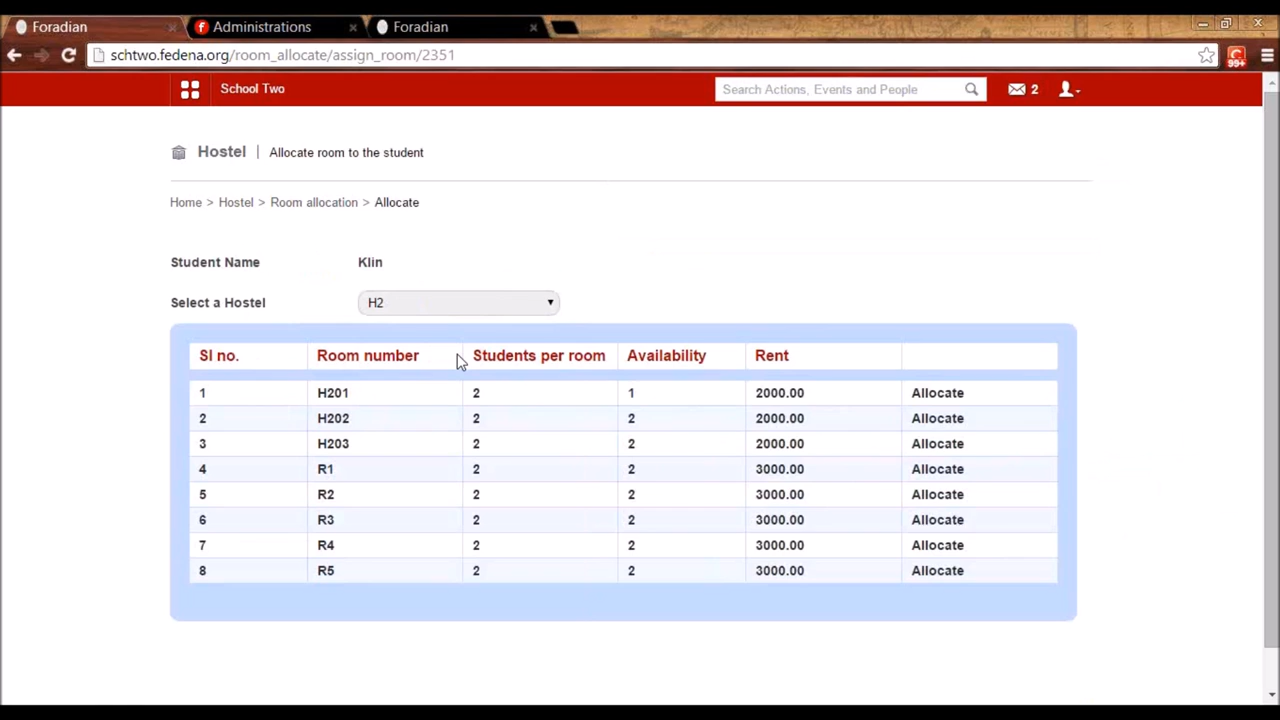 Foradian
Administrations
Foradian
schtwo.fedena.org/room_allocate/assign_room/2351
99+
School Two
Search Actions, Events and People
2
Hostel | Allocate room to the student
Home > Hostel > Room allocation > Allocate
Student Name Klin
Select a Hostel H2
Sl no. Room number Students per room Availability Rent
1 H201 2 1 2000.00 Allocate
2 H202 2 2 2000.00 Allocate
3 H203 2 2 2000.00 Allocate
4 R1 2 2 3000.00 Allocate
5 R2 2 2 3000.00 Allocate
6 R3 2 2 3000.00 Allocate
7 R4 2 2 3000.00 Allocate
8 R5 2 2 3000.00 Allocate